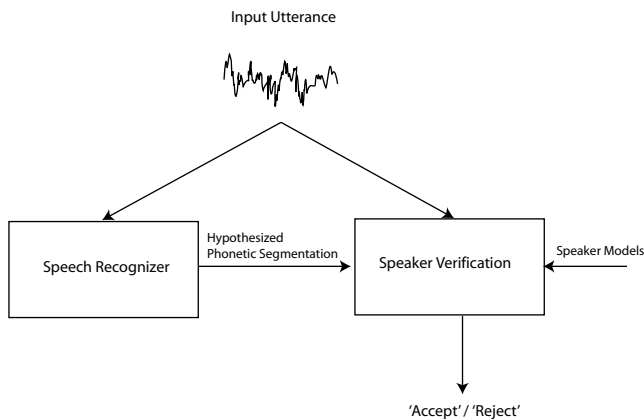 Input Utterance
Hypothesized
Phonetic Segmentation
Speech Recognizer
Speaker Verification
Speaker Models
‘Accept’ / ‘Reject’